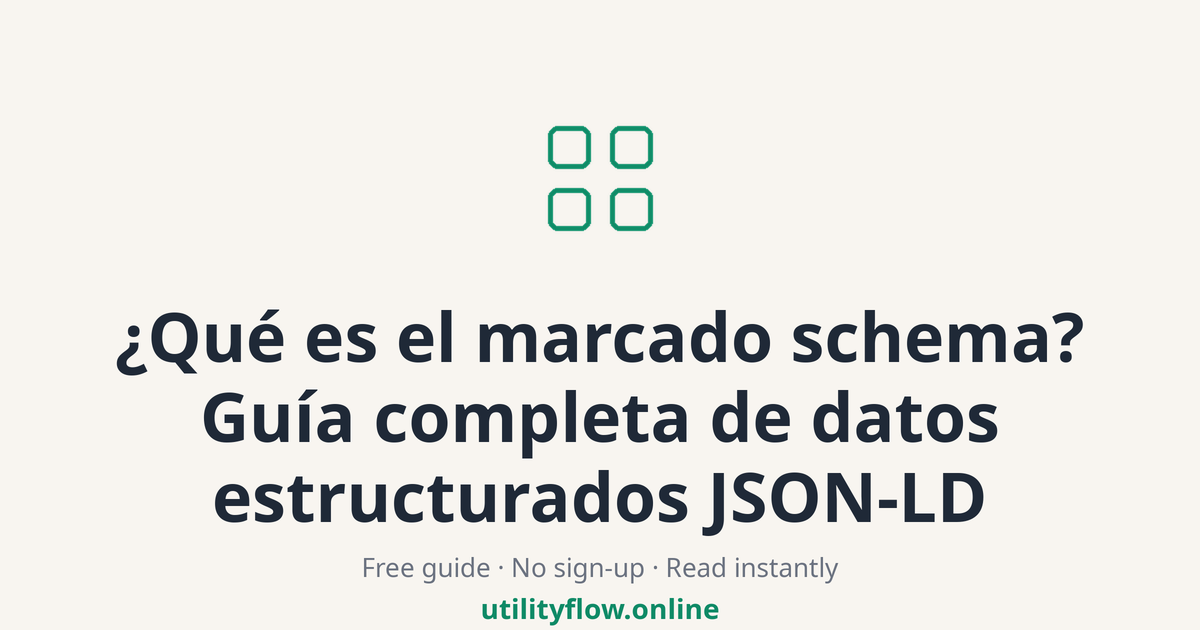 ¿Qué es el marcado schema?
Guía completa de datos
estructurados JSON-LD
Free guide · No sign-up · Read instantly
utilityflow.online